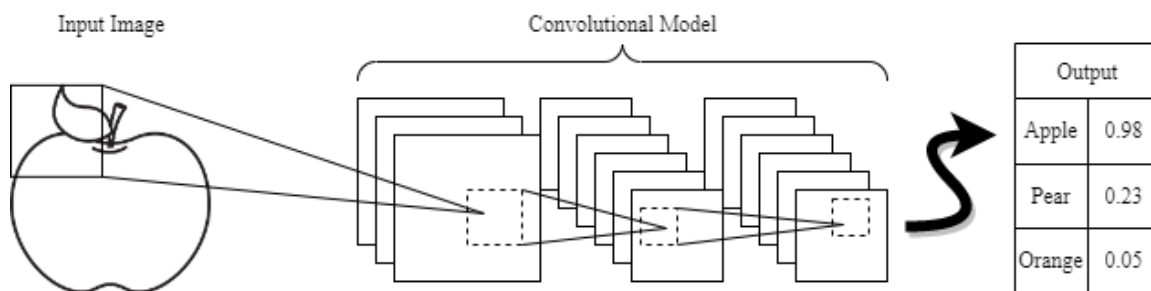 Input Image
Convolutional Model
Output
Apple 0.98
Pear 0.23
Orange 0.05